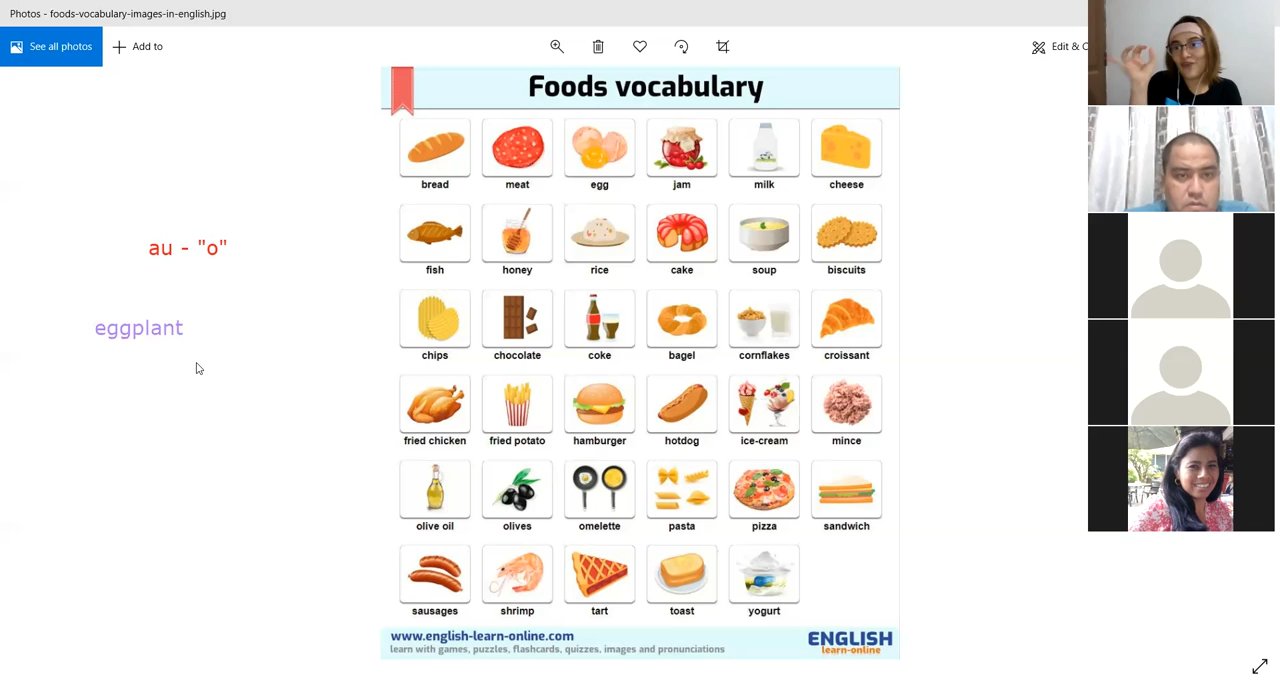 Photos - foods-vocabulary-images-in-english.jpg
See all photos
Add to
Edit & C
Foods vocabulary
bread meat egg jam milk cheese
au - "o"
fish honey rice cake soup biscuits
eggplant
chips chocolate coke bagel cornflakes croissant
fried chicken fried potato hamburger hotdog ice-cream mince
olive oil olives omelette pasta pizza sandwich
sausages shrimp tart toast yogurt
www.english-learn-online.com
learn with games, puzzles, flashcards, quizzes, images and pronunciations
ENGLISH
learn-online